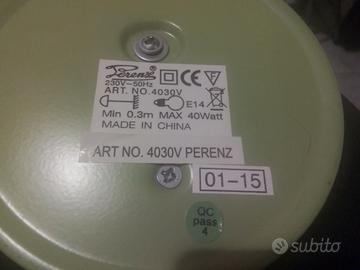 Perenz CE F
230V~50Hz
ART. NO.4030V
E14
Min 0.3m MAX 40Watt
MADE IN CHINA
ART NO. 4030V PERENZ
01-15
QC
pass
4
subito